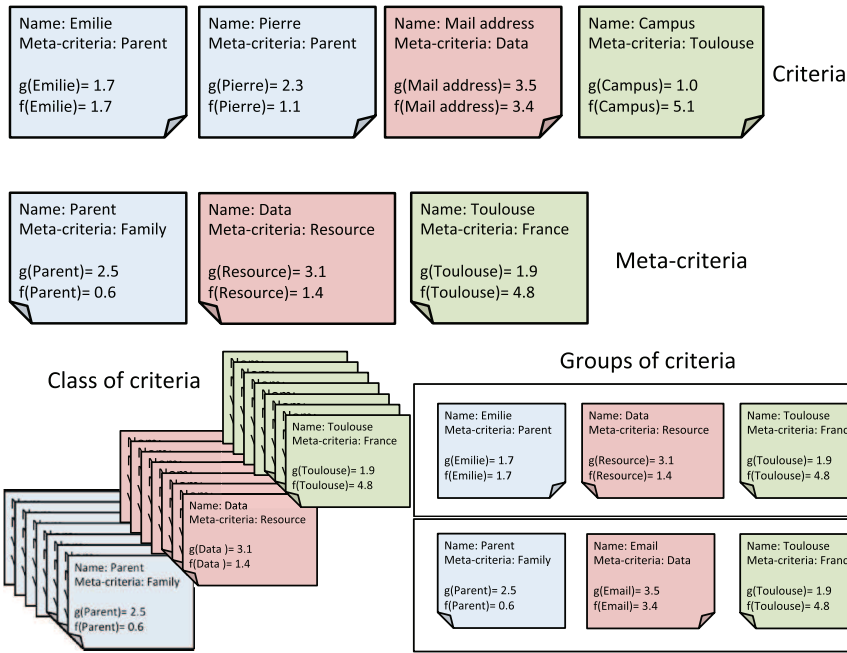 Name: Emilie
Meta-criteria: Parent
g(Emilie)= 1.7
f(Emilie)= 1.7
Name: Pierre
Meta-criteria: Parent
g(Pierre)= 2.3
f(Pierre)= 1.1
Name: Mail address
Meta-criteria: Data
g(Mail address)= 3.5
f(Mail address)= 3.4
Name: Campus
Meta-criteria: Toulouse
g(Campus)= 1.0
f(Campus)= 5.1
Criteria
Name: Parent
Meta-criteria: Family
g(Parent)= 2.5
f(Parent)= 0.6
Name: Data
Meta-criteria: Resource
g(Resource)= 3.1
f(Resource)= 1.4
Name: Toulouse
Meta-criteria: France
g(Toulouse)= 1.9
f(Toulouse)= 4.8
Meta-criteria
Class of criteria
Name: Toulouse
Meta-criteria: France
g(Toulouse)= 1.9
f(Toulouse)= 4.8
Name: Data
Meta-criteria: Resource
g(Data )= 3.1
f(Data )= 1.4
Name: Parent
Meta-criteria: Family
g(Parent)= 2.5
f(Parent)= 0.6
Groups of criteria
Name: Emilie
Meta-criteria: Parent
g(Emilie)= 1.7
f(Emilie)= 1.7
Name: Data
Meta-criteria: Resource
g(Resource)= 3.1
f(Resource)= 1.4
Name: Toulouse
Meta-criteria: Franc
g(Toulouse)= 1.9
f(Toulouse)= 4.8
Name: Parent
Meta-criteria: Family
g(Parent)= 2.5
f(Parent)= 0.6
Name: Email
Meta-criteria: Data
g(Email)= 3.5
f(Email)= 3.4
Name: Toulouse
Meta-criteria: Franc
g(Toulouse)= 1.9
f(Toulouse)= 4.8